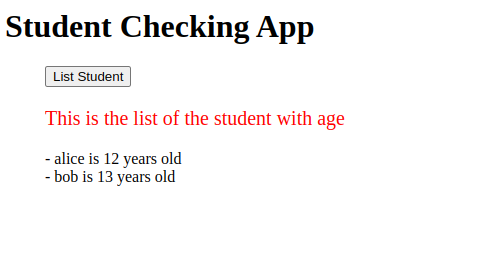 Student Checking App
List Student
This is the list of the student with age
- alice is 12 years old
- bob is 13 years old